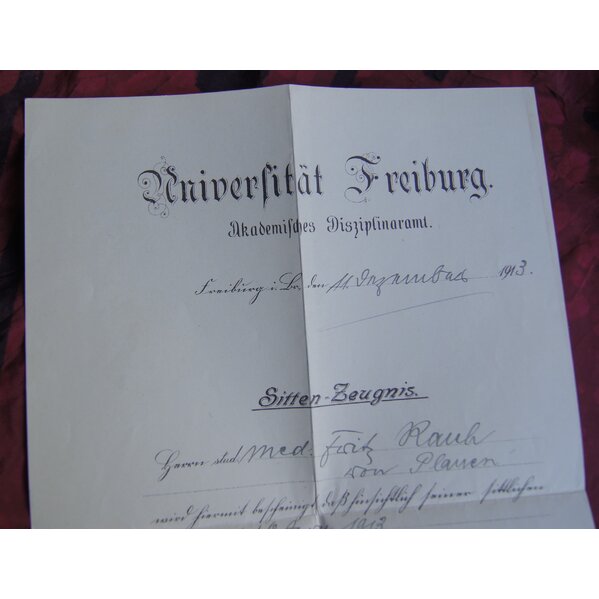 Universität Freiburg.
Akademisches Disziplinaramt.
Freiburg i. Br., den 11. Dezember 1913.
Sitten-Zeugnis.
Herrn stud. med. Fritz Rauh
von Plauen
wird hiermit bescheinigt, daß hinsichtlich seiner sittlichen
1913